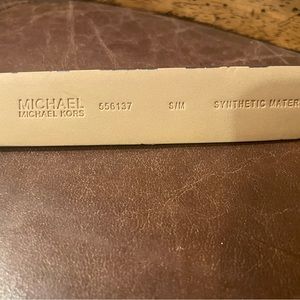 MICHAEL
MICHAEL KORS
556137
S/M
SYNTHETIC MATER